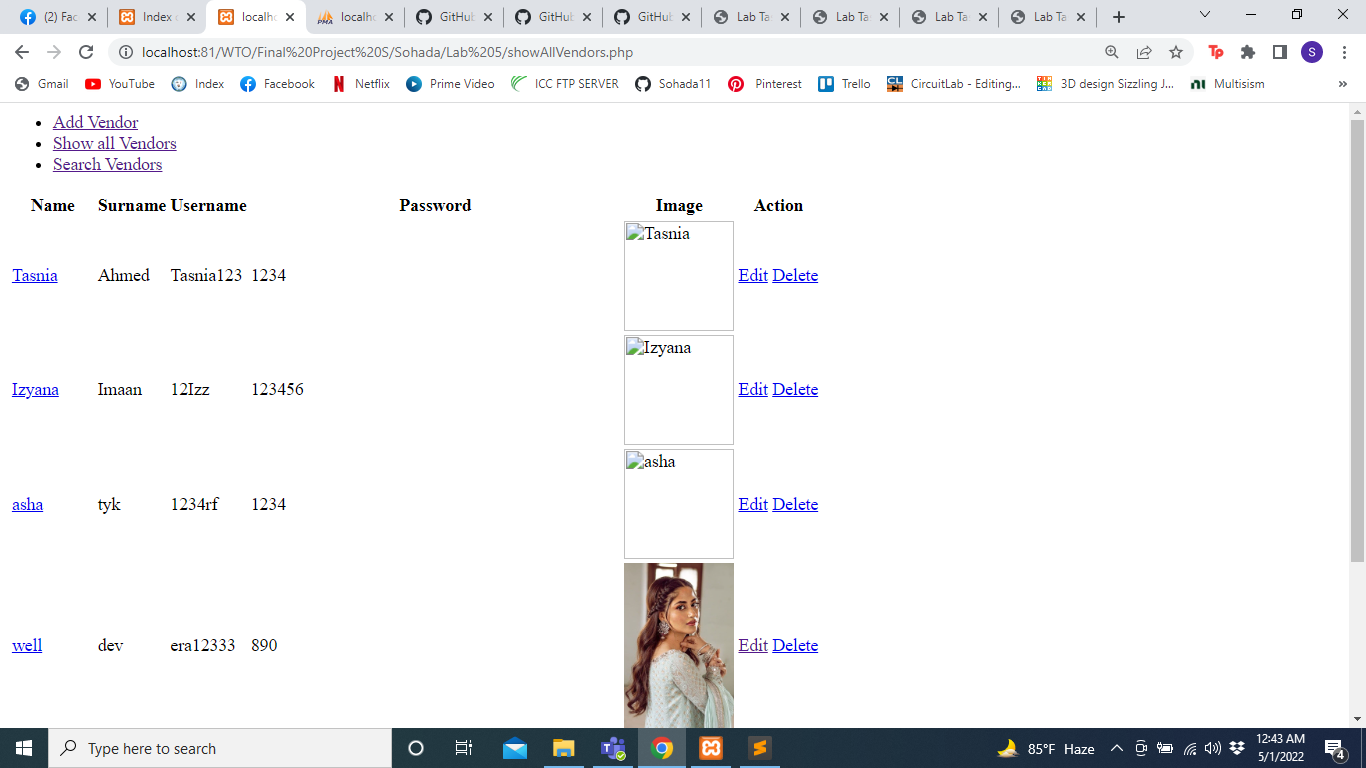 (2) Fac
Index
localho
localho
GitHub
GitHub
GitHub
Lab Ta
Lab Ta
Lab Ta
Lab Ta
localhost:81/WTO/Final%20Project%20S/Sohada/Lab%205/showAllVendors.php
S
Gmail YouTube Index Facebook Netflix Prime Video ICC FTP SERVER Sohada11 Pinterest Trello CircuitLab - Editing... 3D design Sizzling J... Multisim
Add Vendor
Show all Vendors
Search Vendors
Name Surname Username Password Image Action
Tasnia
Tasnia Ahmed Tasnia123 1234 Edit Delete
Izyana
Izyana Imaan 12Izz 123456 Edit Delete
asha
asha tyk 1234rf 1234 Edit Delete
well dev era12333 890 Edit Delete
Type here to search
85°F Haze
12:43 AM
5/1/2022
4